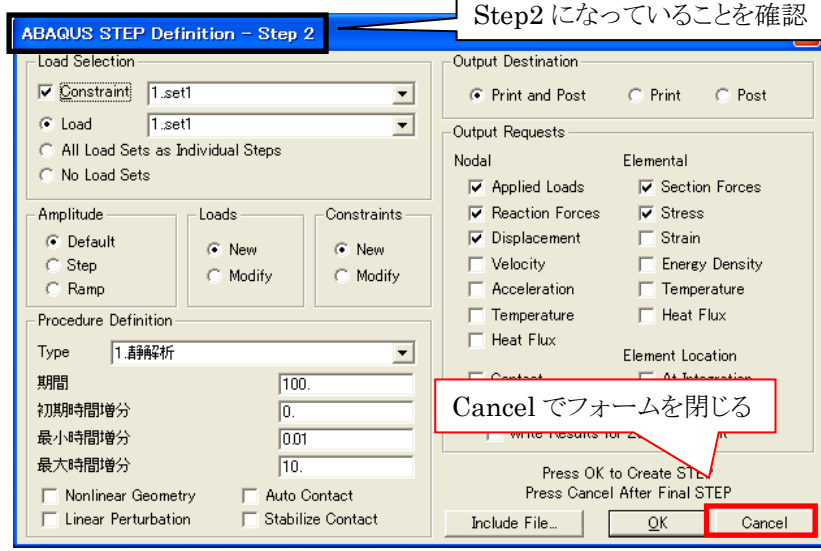 Step2 になっていることを確認
ABAQUS STEP Definition - Step 2
Load Selection
Constraint 1..set1
Load 1..set1
All Load Sets as Individual Steps
No Load Sets
Amplitude
Default
Step
Ramp
Loads
New
Modify
Constraints
New
Modify
Procedure Definition
Type 1..静解析
期間 100.
初期時間増分 0.
最小時間増分 0.01
最大時間増分 10.
Nonlinear Geometry
Auto Contact
Linear Perturbation
Stabilize Contact
Output Destination
Print and Post
Print
Post
Output Requests
Nodal
Applied Loads
Reaction Forces
Displacement
Velocity
Acceleration
Temperature
Heat Flux
Elemental
Section Forces
Stress
Strain
Energy Density
Temperature
Heat Flux
Element Location
Cancel でフォームを閉じる
Press OK to Create STEP
Press Cancel After Final STEP
Include File...
OK
Cancel